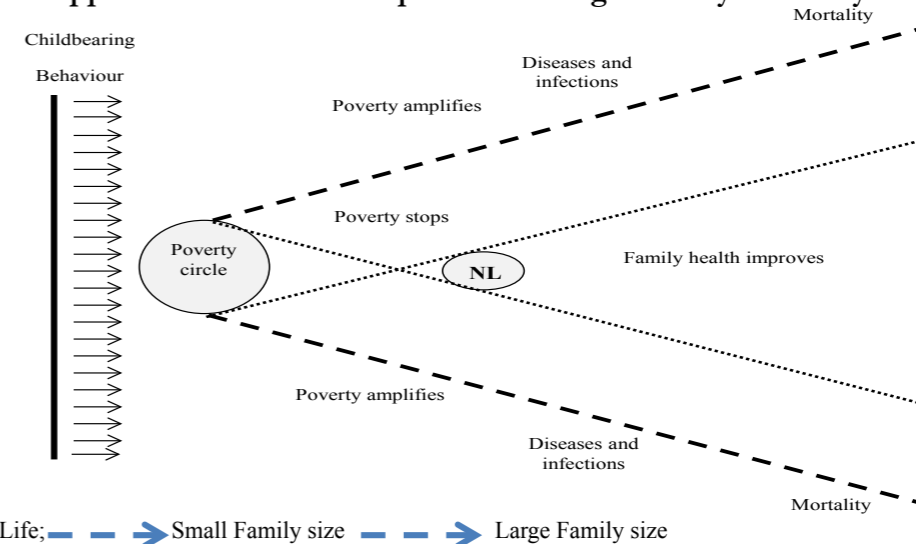 Mortality
Childbearing
Behaviour
Diseases and
infections
Poverty amplifies
Poverty stops
Poverty
circle
NL
Family health improves
Poverty amplifies
Diseases and
infections
Mortality
Life;
Small Family size
Large Family size